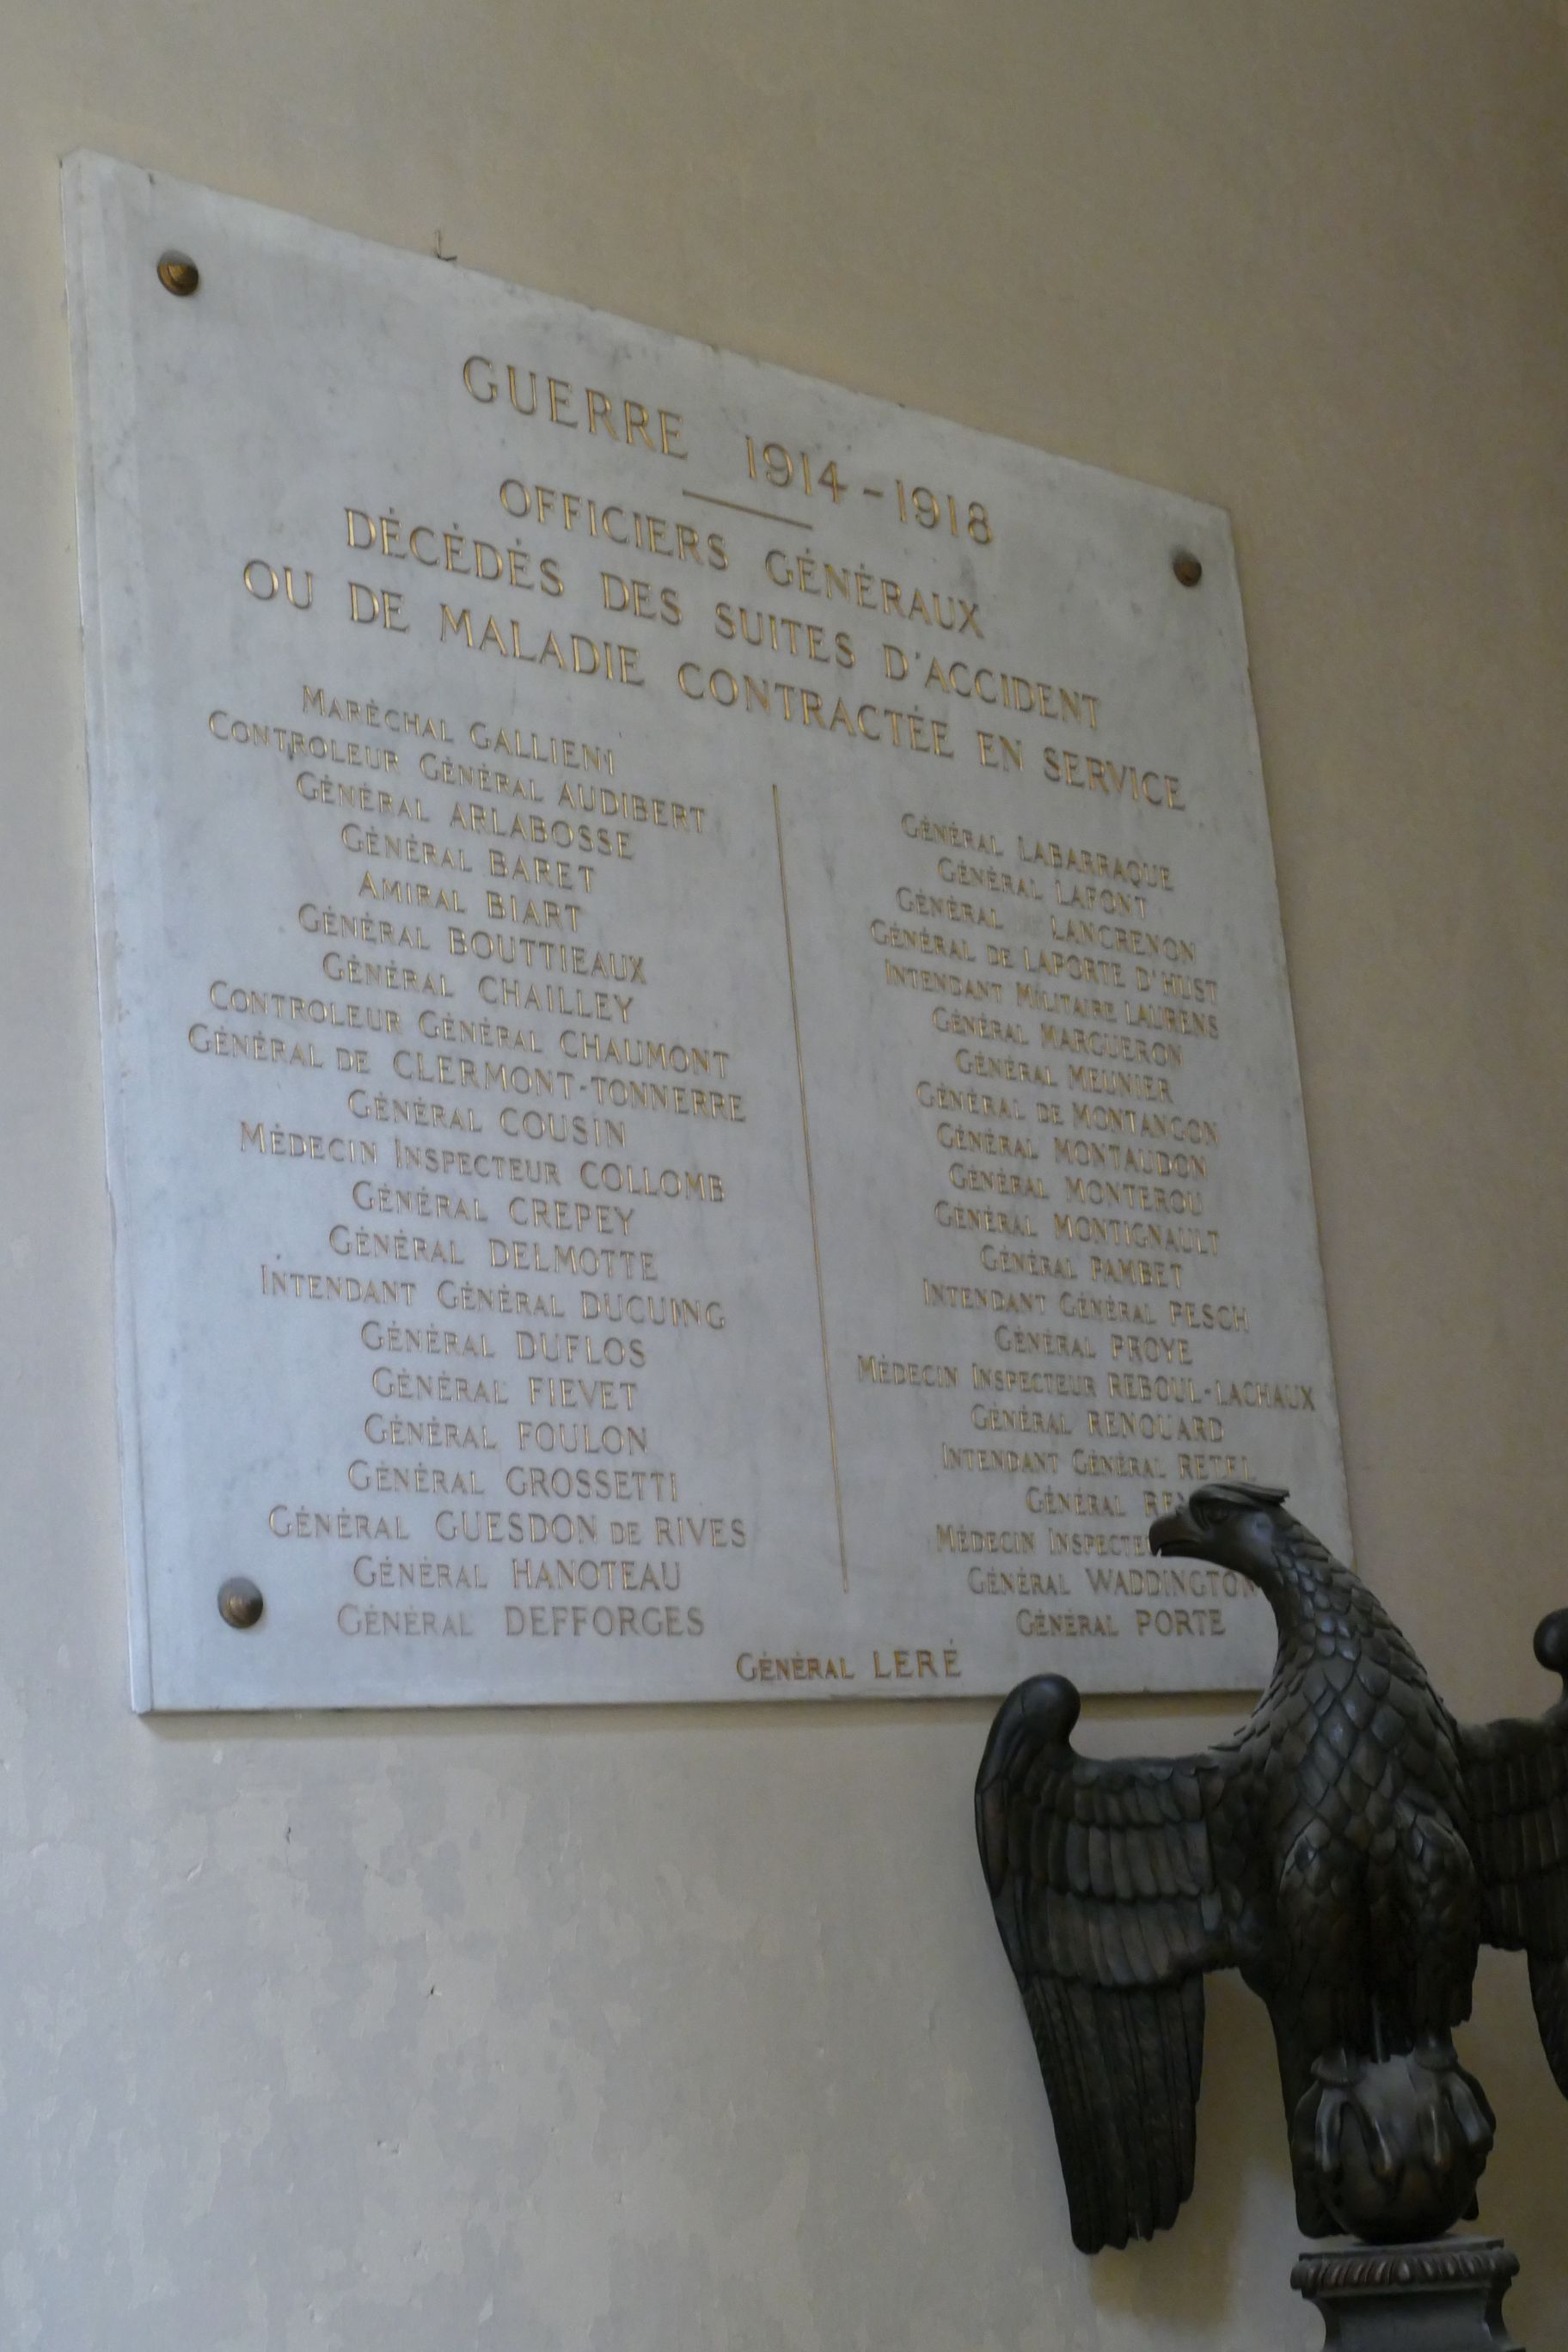 GUERRE 1914-1918
OFFICIERS GÉNÉRAUX
DÉCÉDÉS DES SUITES D'ACCIDENT
OU DE MALADIE CONTRACTÉE EN SERVICE
MARÉCHAL GALLIENI
CONTROLEUR GÉNÉRAL AUDIBERT
GÉNÉRAL ARLABOSSE
GÉNÉRAL BARET
AMIRAL BIART
GÉNÉRAL BOUTTIEAUX
GÉNÉRAL CHAILLEY
CONTROLEUR GÉNÉRAL CHAUMONT
GÉNÉRAL DE CLERMONT-TONNERRE
GÉNÉRAL COUSIN
MÉDECIN INSPECTEUR COLLOMB
GÉNÉRAL CREPEY
GÉNÉRAL DELMOTTE
INTENDANT GÉNÉRAL DUCUING
GÉNÉRAL DUFLOS
GÉNÉRAL FIEVET
GÉNÉRAL FOULON
GÉNÉRAL GROSSETTI
GÉNÉRAL GUESDON DE RIVES
GÉNÉRAL HANOTEAU
GÉNÉRAL DEFFORGES
GÉNÉRAL LABARRAQUE
GÉNÉRAL LAFONT
GÉNÉRAL LANCRENON
GÉNÉRAL DE LAPORTE D'HUST
INTENDANT MILITAIRE LAURENS
GÉNÉRAL MARGUERON
GÉNÉRAL MEUNIER
GÉNÉRAL DE MONTANGON
GÉNÉRAL MONTAUDON
GÉNÉRAL MONTEROU
GÉNÉRAL MONTIGNAULT
GÉNÉRAL PAMBET
INTENDANT GÉNÉRAL PESCH
GÉNÉRAL PROYE
MÉDECIN INSPECTEUR REBOUL-LACHAUX
GÉNÉRAL RENOUARD
INTENDANT GÉNÉRAL RETEL
GÉNÉRAL
MÉDECIN
GÉNÉRAL WADDINGTON
GÉNÉRAL PORTE
GÉNÉRAL LERÉ